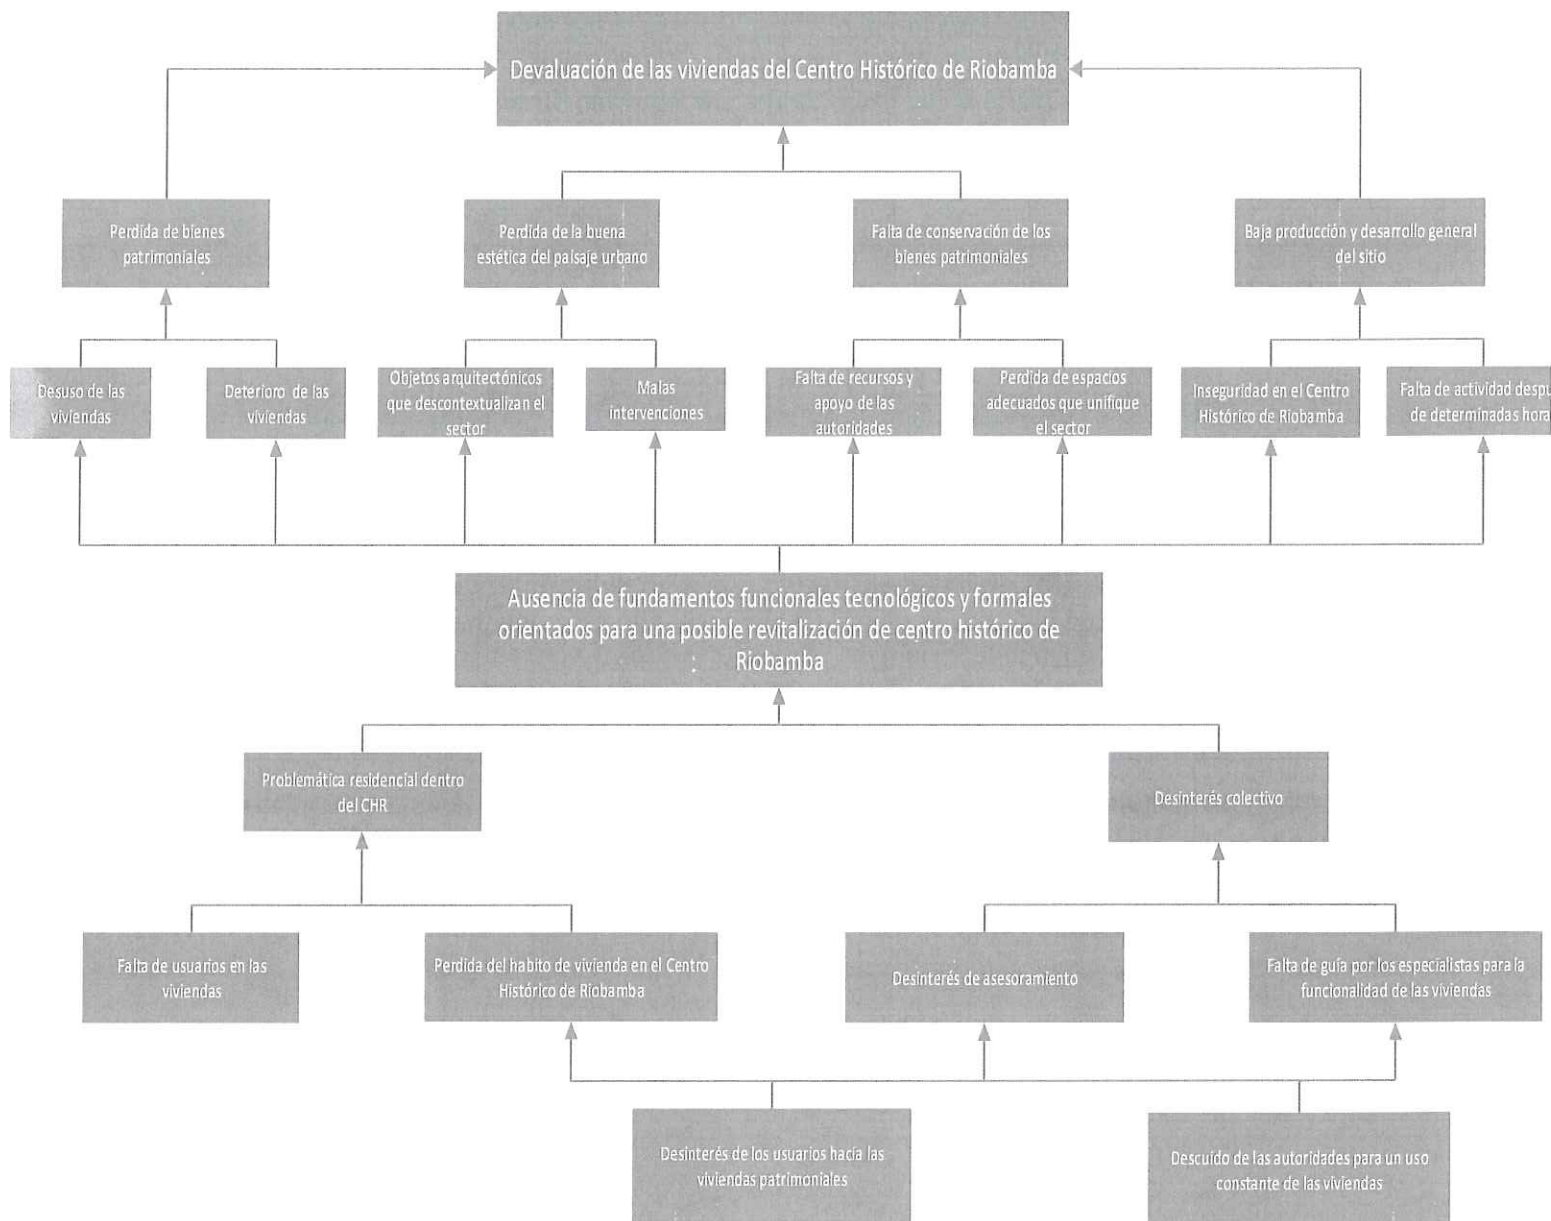 Devaluación de las viviendas del Centro Histórico de Riobamba
Perdida de bienes
patrimoniales
Perdida de la buena
estética del paisaje urbano
Falta de conservación de los
bienes patrimoniales
Baja producción y desarrollo general
del sitio
Desuso de las
viviendas
Deterioro de las
viviendas
Objetos arquitectónicos
que descontextualizan el
sector
Malas
intervenciones
Falta de recursos y
apoyo de las
autoridades
Perdida de espacios
adecuados que unifique
el sector
Inseguridad en el Centro
Histórico de Riobamba
Falta de actividad despu
de determinadas hora
Ausencia de fundamentos funcionales tecnológicos y formales
orientados para una posible revitalización de centro histórico de
Riobamba
Problemática residencial dentro
del CHR
Desinterés colectivo
Falta de usuarios en las
viviendas
Perdida del habito de vivienda en el Centro
Histórico de Riobamba
Desinterés de asesoramiento
Falta de guía por los especialistas para la
funcionalidad de las viviendas
Desinterés de los usuarios hacía las
viviendas patrimoniales
Descuído de las autoridades para un uso
constante de las viviendas